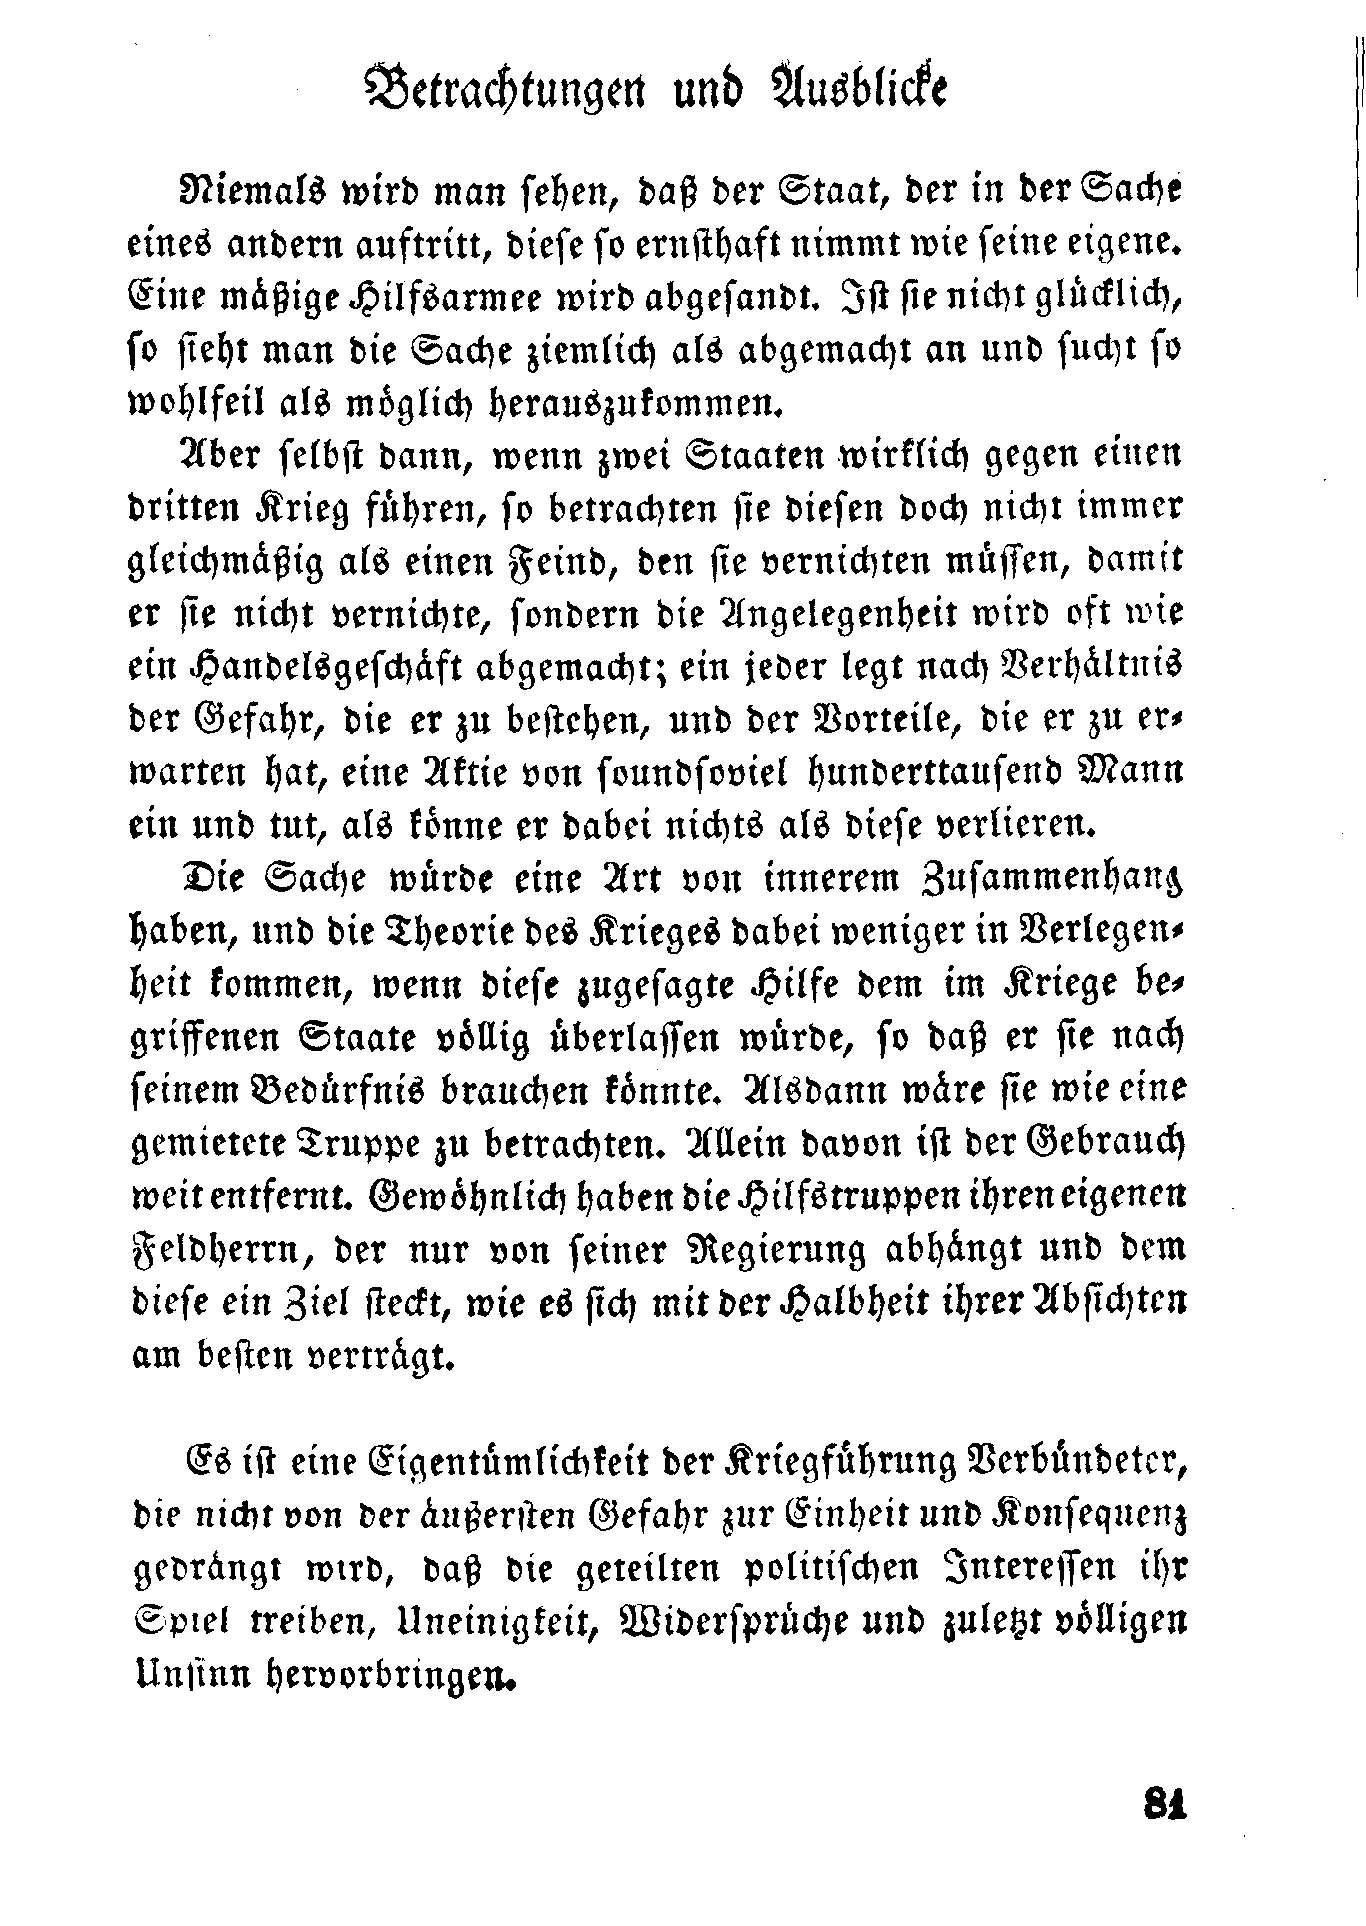 Betrachtungen und Ausblicke
Niemals wird man sehen, daß der Staat, der in der Sache
eines andern auftritt, diese so ernsthaft nimmt wie seine eigene.
Eine mäßige Hilfsarmee wird abgesandt. Ist sie nicht glücklich,
so sieht man die Sache ziemlich als abgemacht an und sucht so
wohlfeil als möglich herauszukommen.
Aber selbst dann, wenn zwei Staaten wirklich gegen einen
dritten Krieg führen, so betrachten sie diesen doch nicht immer
gleichmäßig als einen Feind, den sie vernichten müssen, damit
er sie nicht vernichte, sondern die Angelegenheit wird oft wie
ein Handelsgeschäft abgemacht; ein jeder legt nach Verhältnis
der Gefahr, die er zu bestehen, und der Vorteile, die er zu er-
warten hat, eine Aktie von soundsoviel hunderttausend Mann
ein und tut, als könne er dabei nichts als diese verlieren.
Die Sache würde eine Art von innerem Zusammenhang
haben, und die Theorie des Krieges dabei weniger in Verlegen-
heit kommen, wenn diese zugesagte Hilfe dem im Kriege be-
griffenen Staate völlig überlassen würde, so daß er sie nach
seinem Bedürfnis brauchen könnte. Alsdann wäre sie wie eine
gemietete Truppe zu betrachten. Allein davon ist der Gebrauch
weit entfernt. Gewöhnlich haben die Hilfstruppen ihren eigenen
Feldherrn, der nur von seiner Regierung abhängt und dem
diese ein Ziel steckt, wie es sich mit der Halbheit ihrer Absichten
am besten verträgt.
Es ist eine Eigentümlichkeit der Kriegführung Verbündeter,
die nicht von der äußersten Gefahr zur Einheit und Konsequenz
gedrängt wird, daß die geteilten politischen Interessen ihr
Spiel treiben, Uneinigkeit, Widersprüche und zuletzt völligen
Unsinn hervorbringen.
81